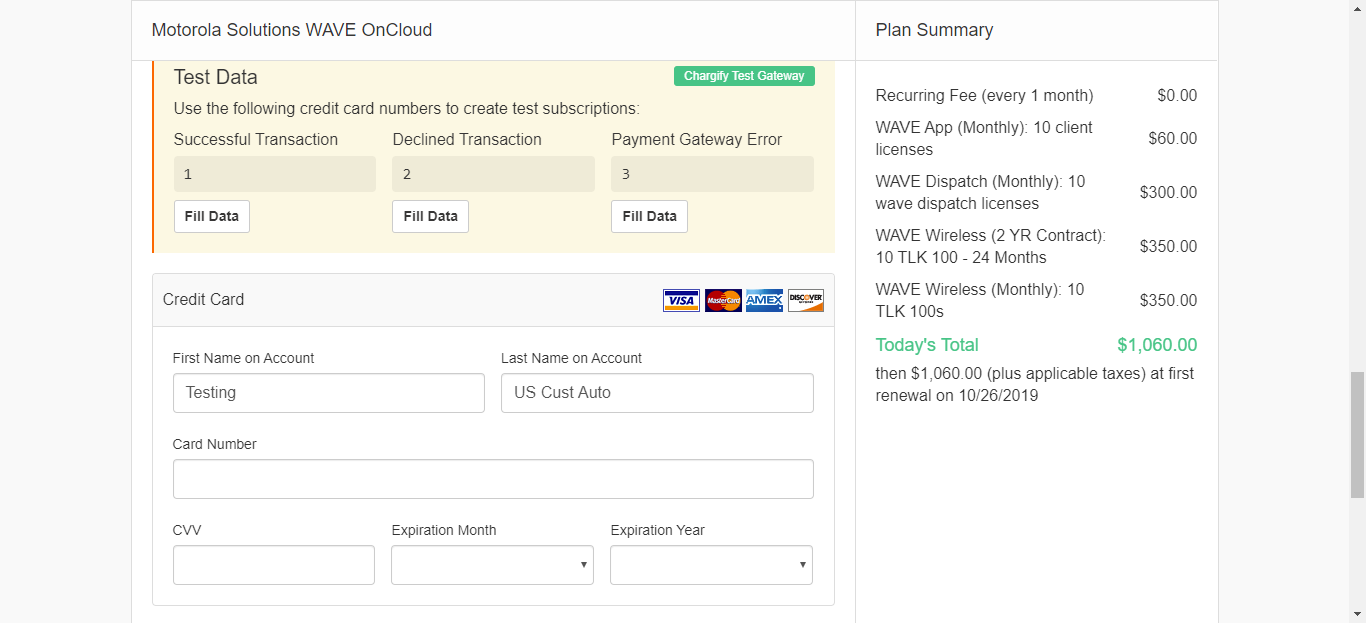 Motorola Solutions WAVE OnCloud
Test Data
Chargify Test Gateway
Use the following credit card numbers to create test subscriptions:
Successful Transaction
Declined Transaction
Payment Gateway Error
1
2
3
Fill Data
Fill Data
Fill Data
Credit Card
VISA
MasterCard
AMEX
DISCOVER
First Name on Account
Last Name on Account
Testing
US Cust Auto
Card Number
CVV
Expiration Month
Expiration Year
Plan Summary
Recurring Fee (every 1 month) $0.00
WAVE App (Monthly): 10 client
licenses
$60.00
WAVE Dispatch (Monthly): 10
wave dispatch licenses
$300.00
WAVE Wireless (2 YR Contract):
10 TLK 100 - 24 Months
$350.00
WAVE Wireless (Monthly): 10
TLK 100s
$350.00
Today's Total $1,060.00
then $1,060.00 (plus applicable taxes) at first
renewal on 10/26/2019